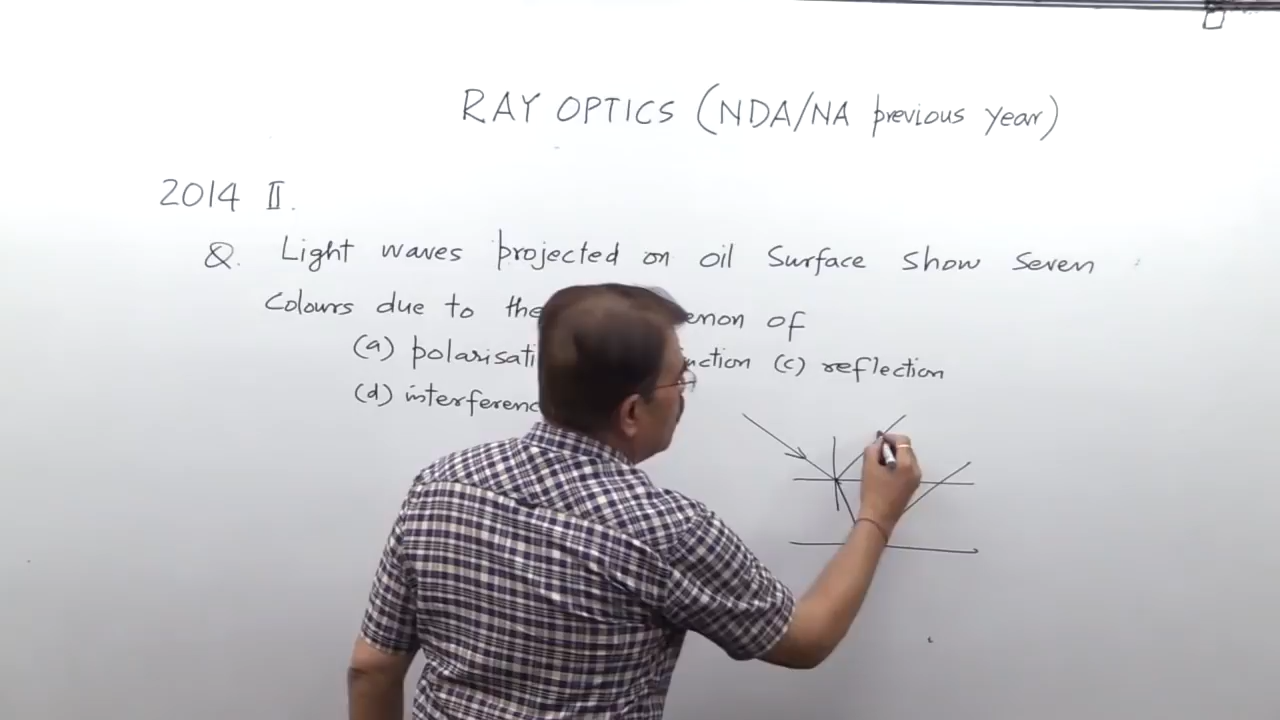 RAY OPTICS (NDA/NA previous year)
2014 II.
Q. Light waves projected on oil Surface show seven
Colours due to the of
(a) polarisati (c) reflection
(d) interferenc